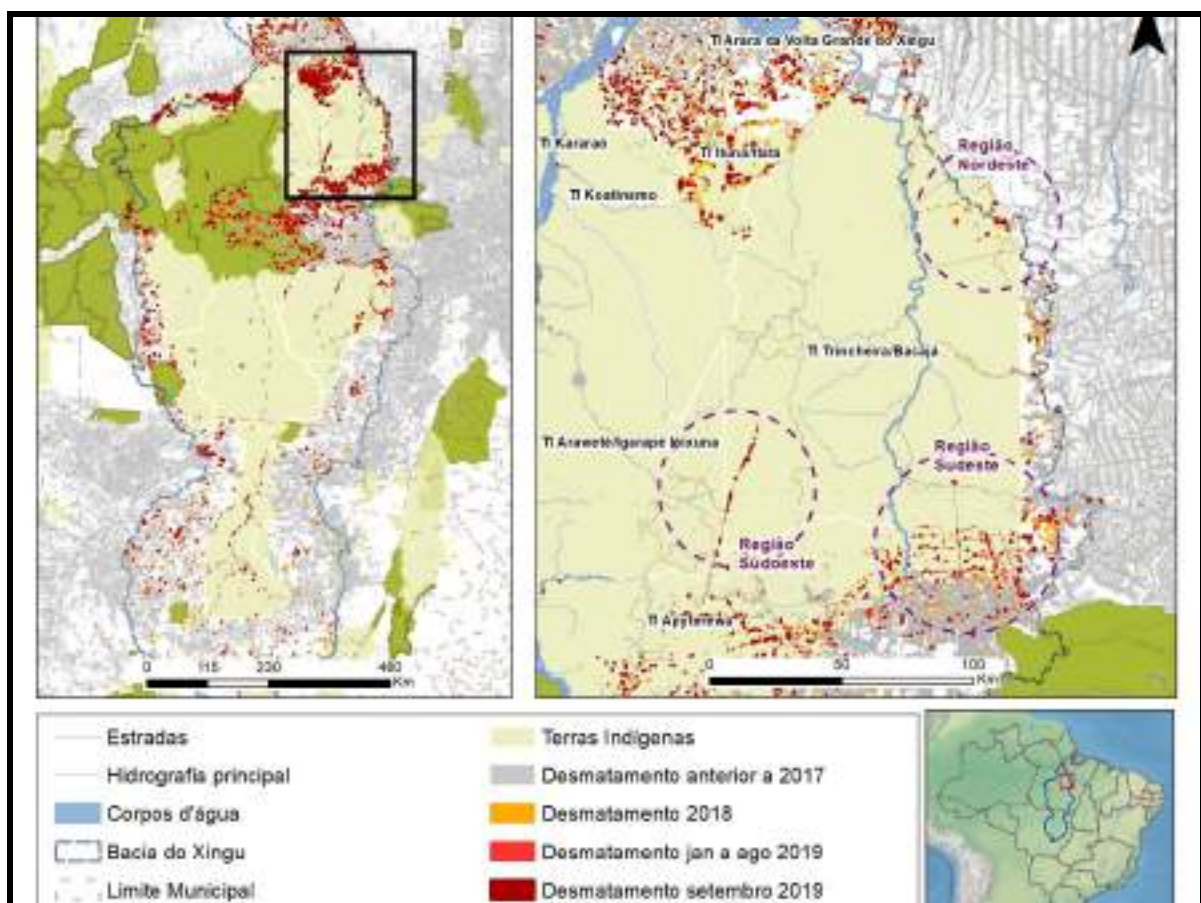 TI Arara da Volta Grande do Xingu
Região
Nordeste
TI Kararaô
TI Ituna/Itatá
TI Koatinemo
TI Trincheira/Bacajá
TI Araweté/Igarapé Ipixuna
Região
Sudeste
Região
Sudoeste
TI Apyterewa
0 115 230 460
Km
0 50 100
Km
Estradas
Hidrografia principal
Corpos d'água
Bacia do Xingu
Limite Municipal
Terras Indígenas
Desmatamento anterior a 2017
Desmatamento 2018
Desmatamento jan a ago 2019
Desmatamento setembro 2019